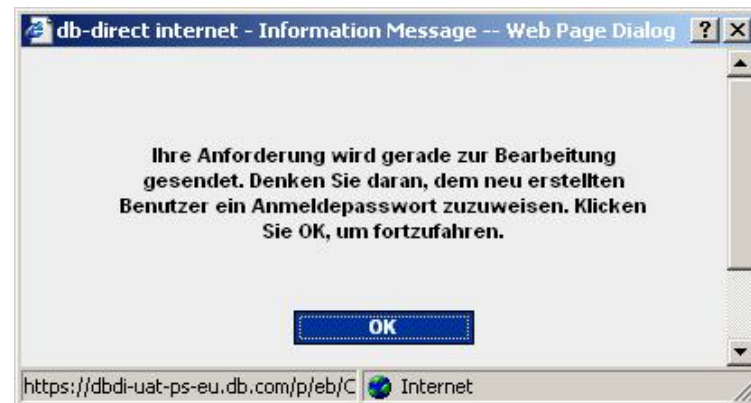 db-direct internet - Information Message -- Web Page Dialog
Ihre Anforderung wird gerade zur Bearbeitung
gesendet. Denken Sie daran, dem neu erstellten
Benutzer ein Anmeldepasswort zuzuweisen. Klicken
Sie OK, um fortzufahren.
OK
https://dbdi-uat-ps-eu.db.com/p/eb/C Internet